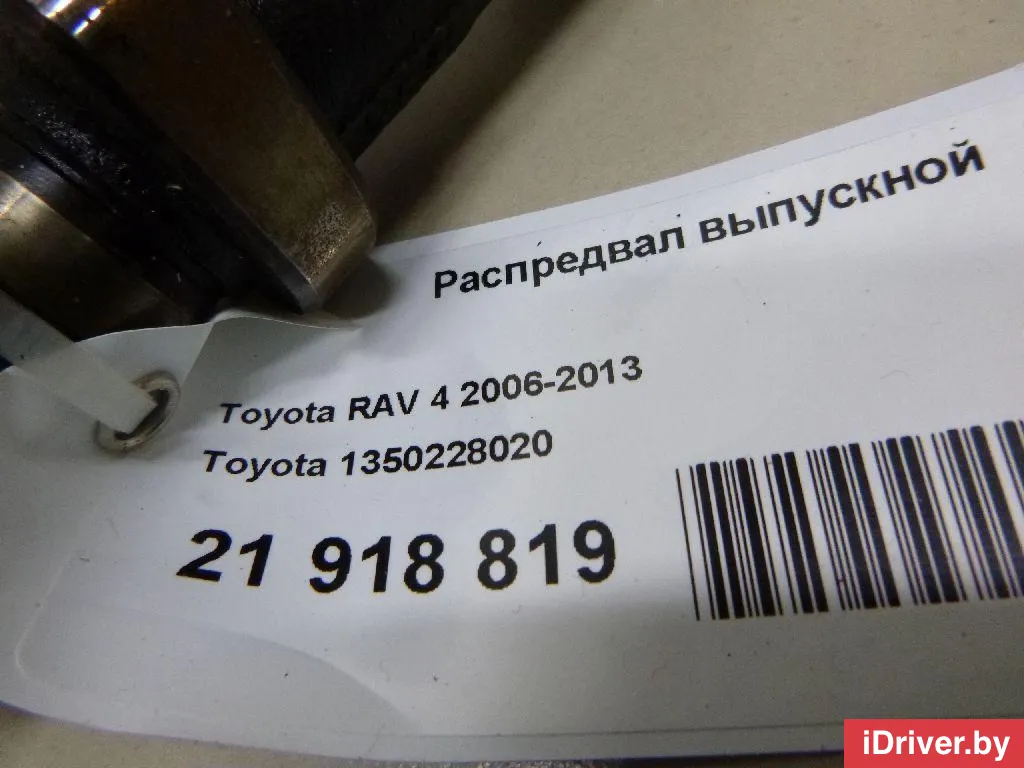 Распредвал выпускной
Toyota RAV 4 2006-2013
Toyota 1350228020
21 918 819
iDriver.by